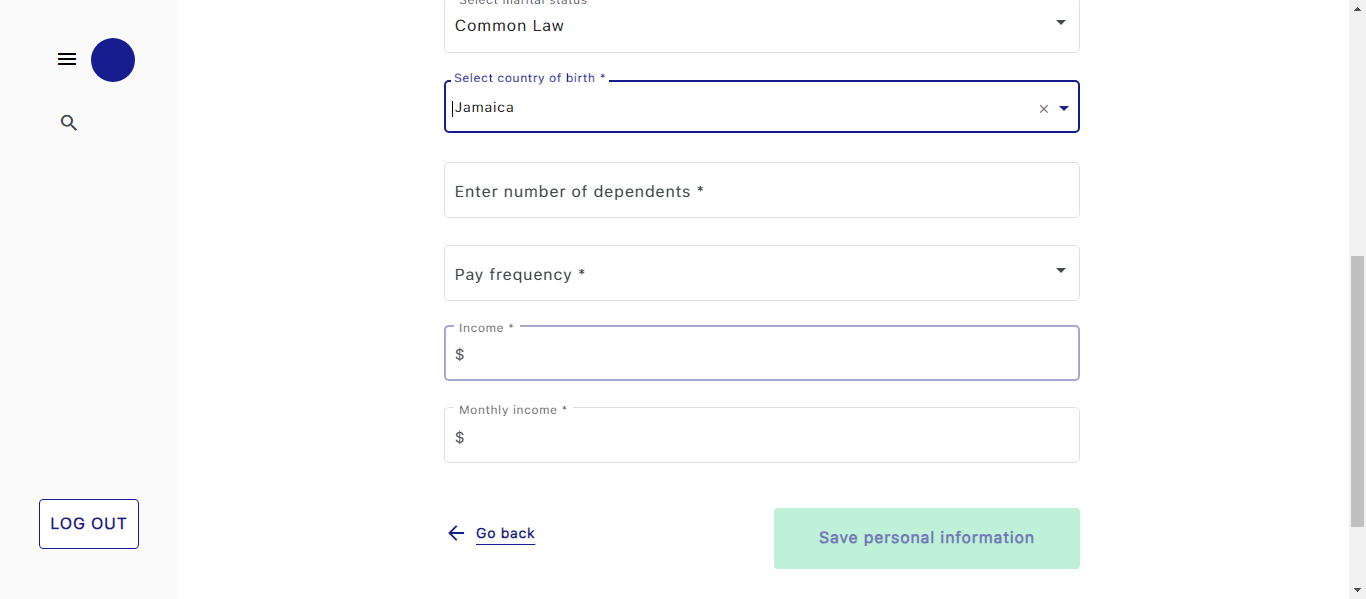 Select marital status
Common Law
Select country of birth *
Jamaica
Enter number of dependents *
Pay frequency *
Income *
$
Monthly income *
$
LOG OUT
Go back
Save personal information